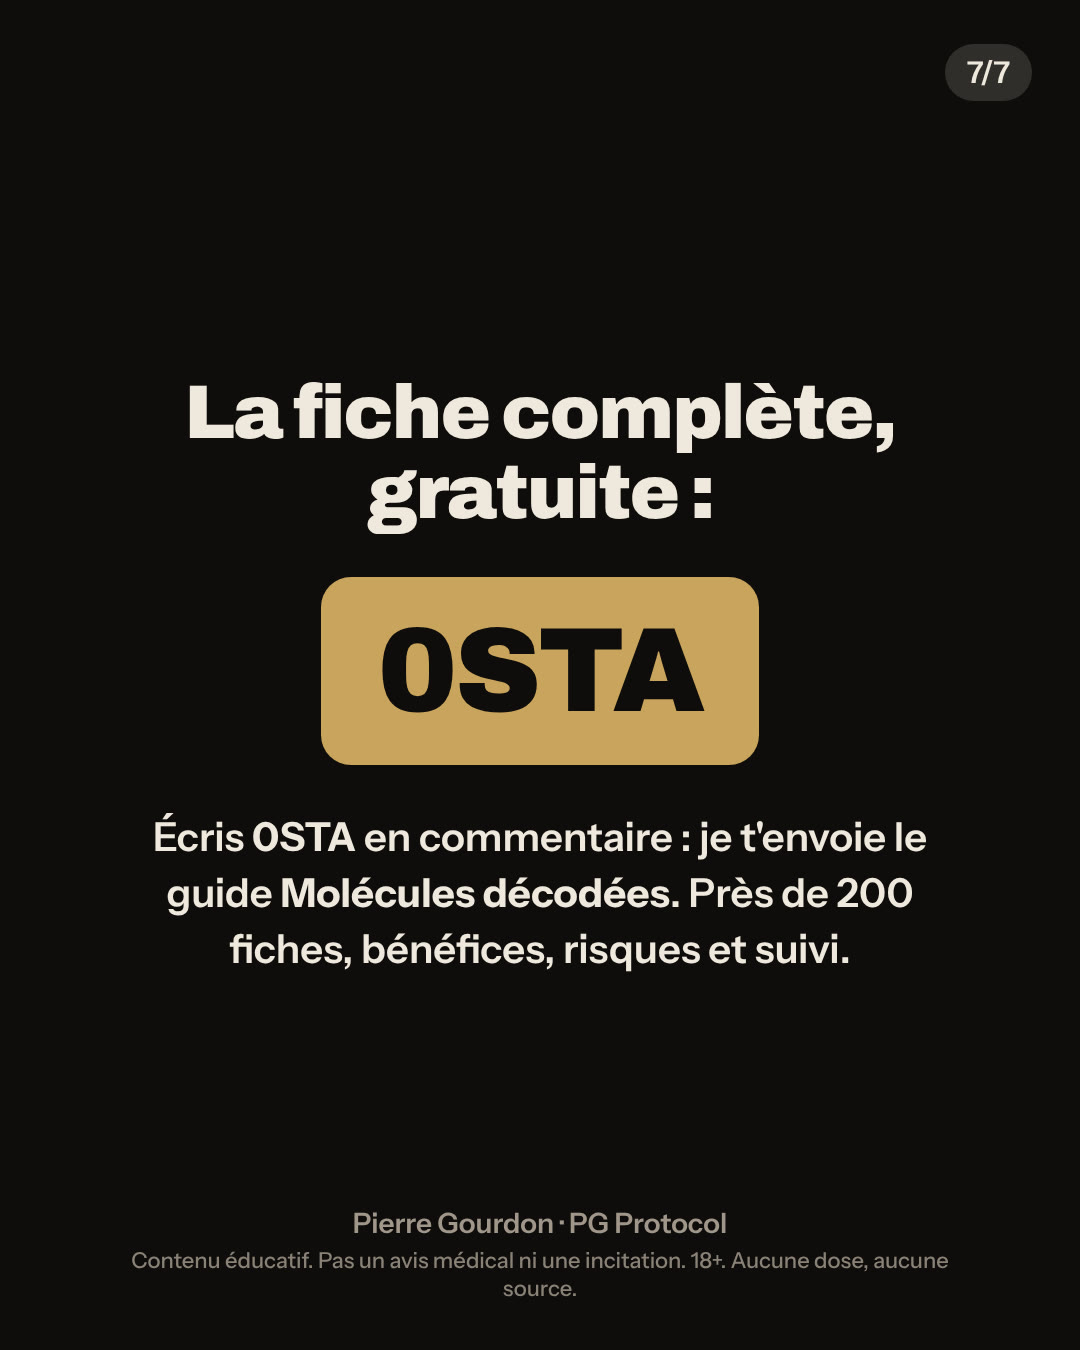 7/7
La fiche complète,
gratuite :
0STA
Écris 0STA en commentaire : je t'envoie le
guide Molécules décodées. Près de 200
fiches, bénéfices, risques et suivi.
Pierre Gourdon · PG Protocol
Contenu éducatif. Pas un avis médical ni une incitation. 18+. Aucune dose, aucune
source.